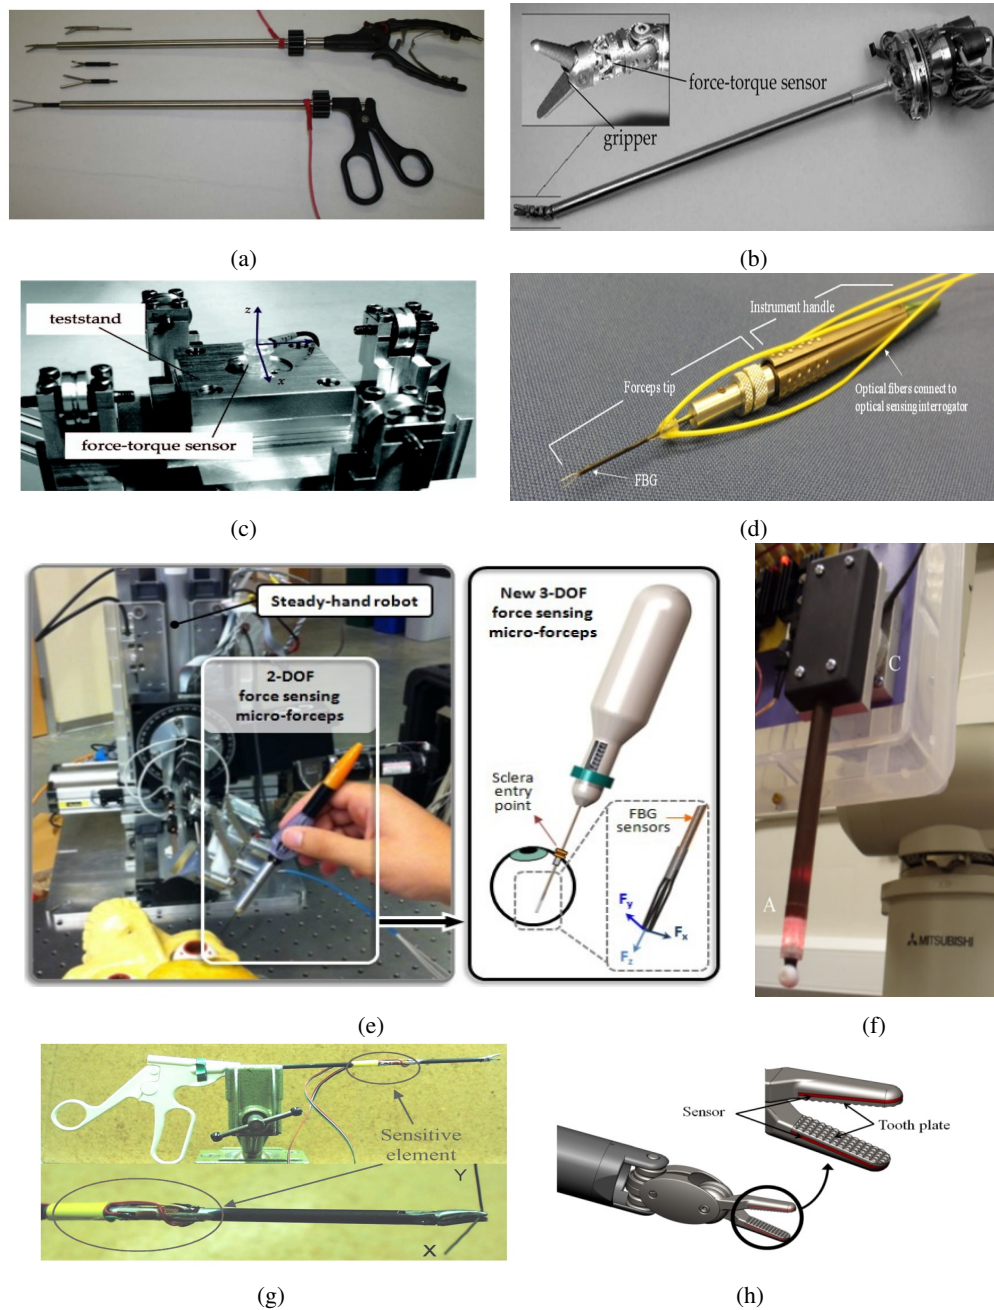 force-torque sensor
gripper
(a)
(b)
teststand
z
x
force-torque sensor
Instrument handle
Forceps tip
Optical fibers connect to
optical sensing interrogator
FBG
(c)
(d)
Steady-hand robot
2-DOF
force sensing
micro-forceps
New 3-DOF
force sensing
micro-forceps
Sclera
entry
point
FBG
sensors
Fy
Fx
Fz
C
A
MITSUBISHI
(e)
(f)
Sensitive
element
Y
X
Sensor
Tooth plate
(g)
(h)